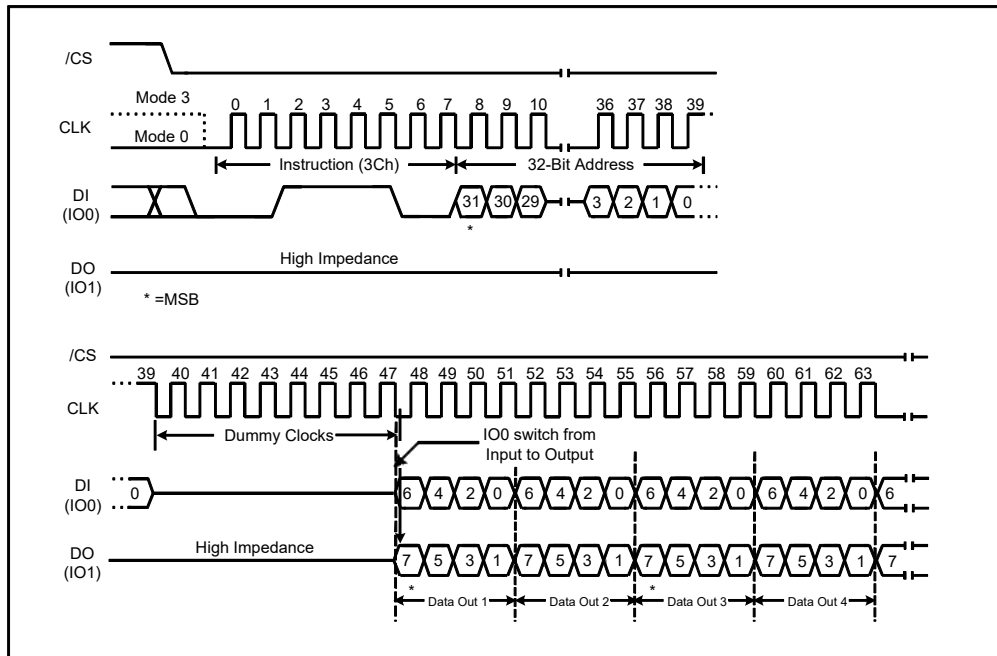 /CS
Mode 3
0 1 2 3 4 5 6 7 8 9 10 36 37 38 39
CLK
Mode 0
Instruction (3Ch) 32-Bit Address
DI
(IO0)
31 30 29 3 2 1 0
*
High Impedance
DO
(IO1)
* =MSB
/CS
39 40 41 42 43 44 45 46 47 48 49 50 51 52 53 54 55 56 57 58 59 60 61 62 63
CLK
Dummy Clocks
IO0 switch from
Input to Output
DI
(IO0)
0 6 4 2 0 6 4 2 0 6 4 2 0 6 4 2 0 6
High Impedance
DO
(IO1)
7 5 3 1 7 5 3 1 7 5 3 1 7 5 3 1 7
* *
Data Out 1 Data Out 2 Data Out 3 Data Out 4